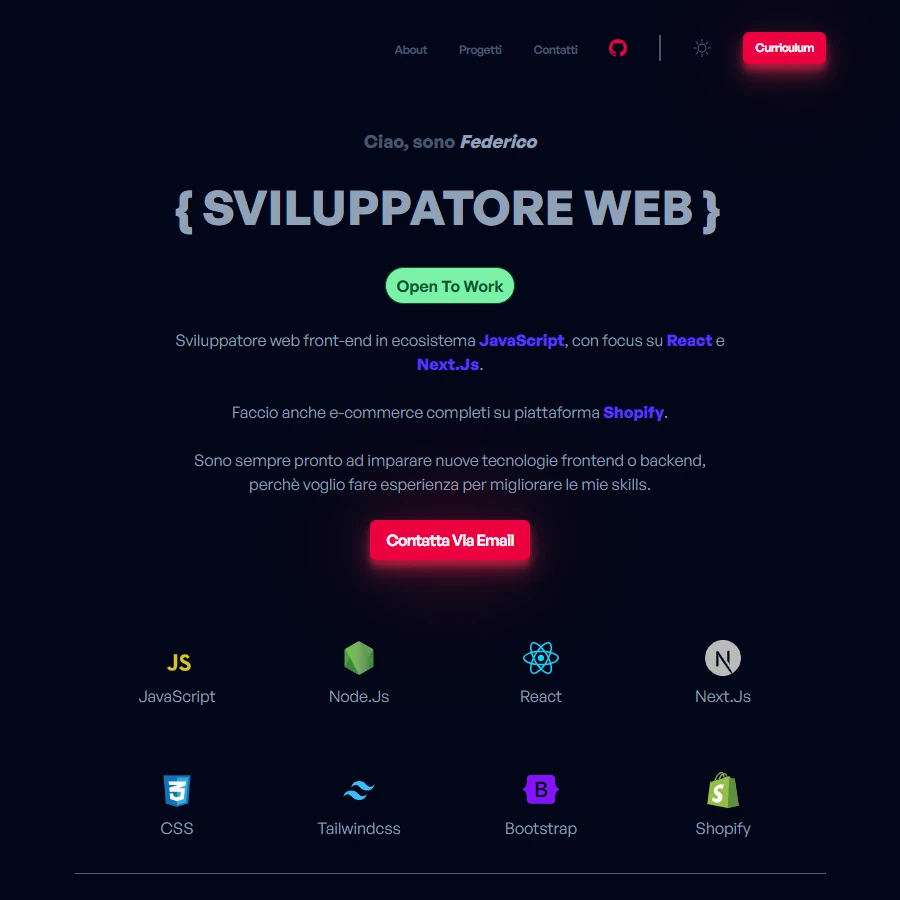 About Progetti Contatti Curriculum
Ciao, sono Federico
{ SVILUPPATORE WEB }
Open To Work
Sviluppatore web front-end in ecosistema JavaScript, con focus su React e
Next.Js.
Faccio anche e-commerce completi su piattaforma Shopify.
Sono sempre pronto ad imparare nuove tecnologie frontend o backend,
perchè voglio fare esperienza per migliorare le mie skills.
Contatta Via Email
JS N
JavaScript Node.Js React Next.Js
3 B S
CSS Tailwindcss Bootstrap Shopify